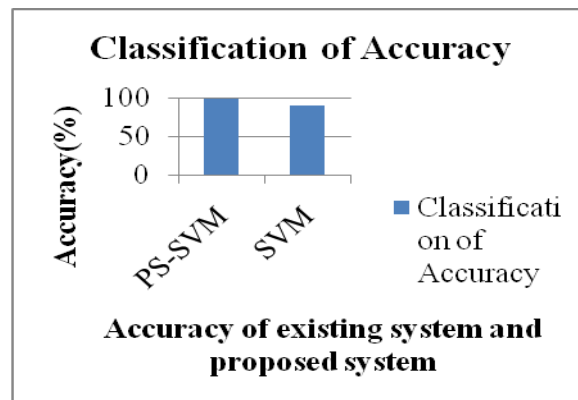 Classification of Accuracy
Accuracy(%)
100
50
0
PS-SVM
SVM
Classificati
on of
Accuracy
Accuracy of existing system and
proposed system